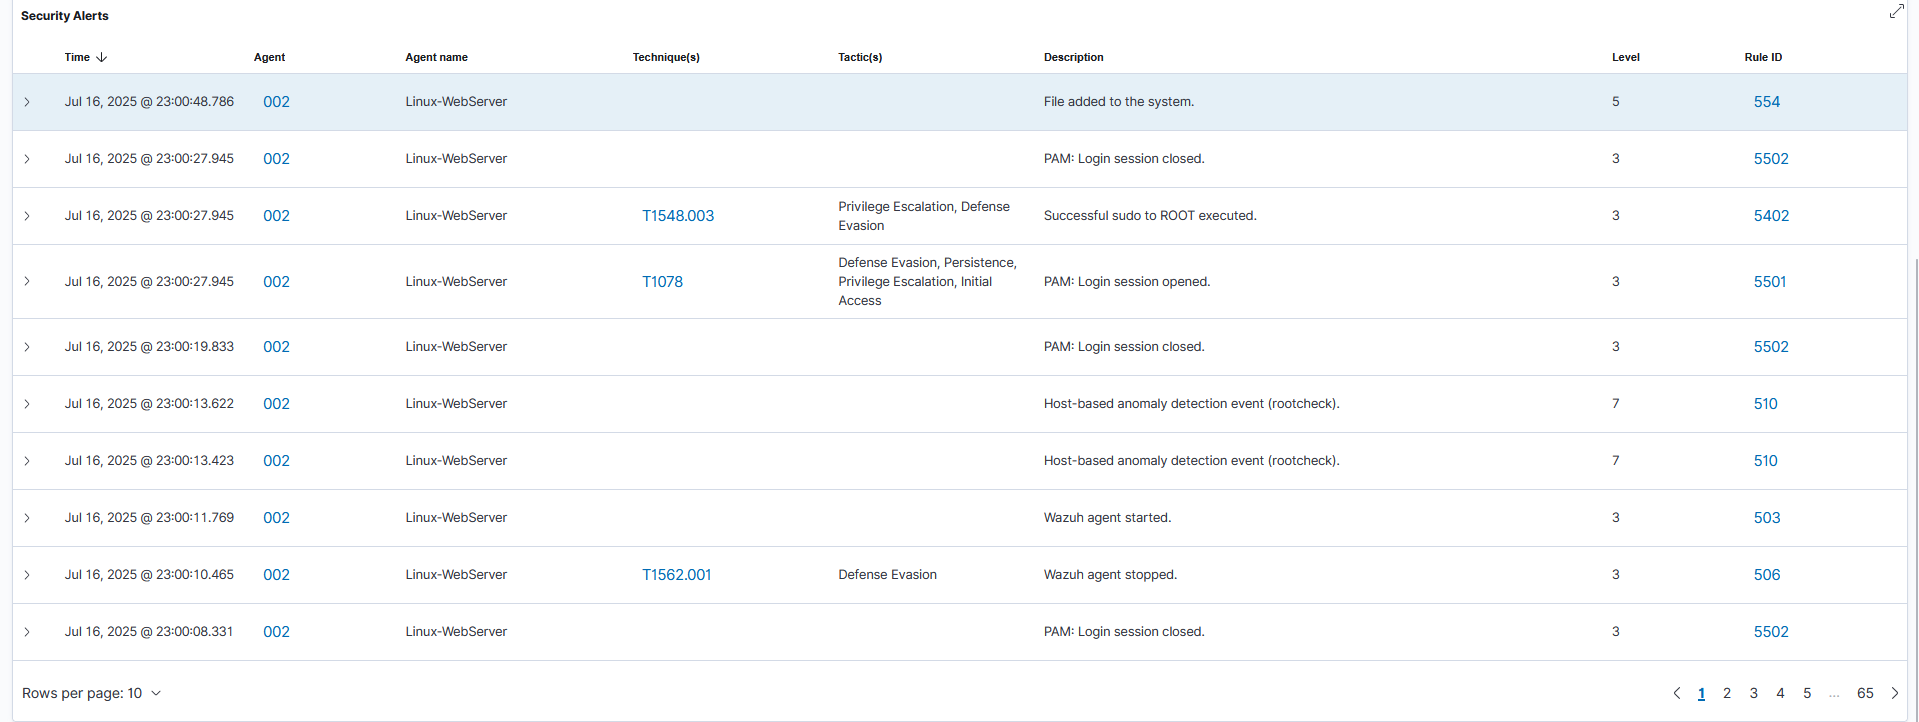 Security Alerts
Time Agent Agent name Technique(s) Tactic(s) Description Level Rule ID
Jul 16, 2025 @ 23:00:48.786 002 Linux-WebServer File added to the system. 5 554
Jul 16, 2025 @ 23:00:27.945 002 Linux-WebServer PAM: Login session closed. 3 5502
Jul 16, 2025 @ 23:00:27.945 002 Linux-WebServer T1548.003 Privilege Escalation, Defense
Evasion Successful sudo to ROOT executed. 3 5402
Jul 16, 2025 @ 23:00:27.945 002 Linux-WebServer T1078 Defense Evasion, Persistence,
Privilege Escalation, Initial
Access PAM: Login session opened. 3 5501
Jul 16, 2025 @ 23:00:19.833 002 Linux-WebServer PAM: Login session closed. 3 5502
Jul 16, 2025 @ 23:00:13.622 002 Linux-WebServer Host-based anomaly detection event (rootcheck). 7 510
Jul 16, 2025 @ 23:00:13.423 002 Linux-WebServer Host-based anomaly detection event (rootcheck). 7 510
Jul 16, 2025 @ 23:00:11.769 002 Linux-WebServer Wazuh agent started. 3 503
Jul 16, 2025 @ 23:00:10.465 002 Linux-WebServer T1562.001 Defense Evasion Wazuh agent stopped. 3 506
Jul 16, 2025 @ 23:00:08.331 002 Linux-WebServer PAM: Login session closed. 3 5502
Rows per page: 10 1 2 3 4 5 ... 65